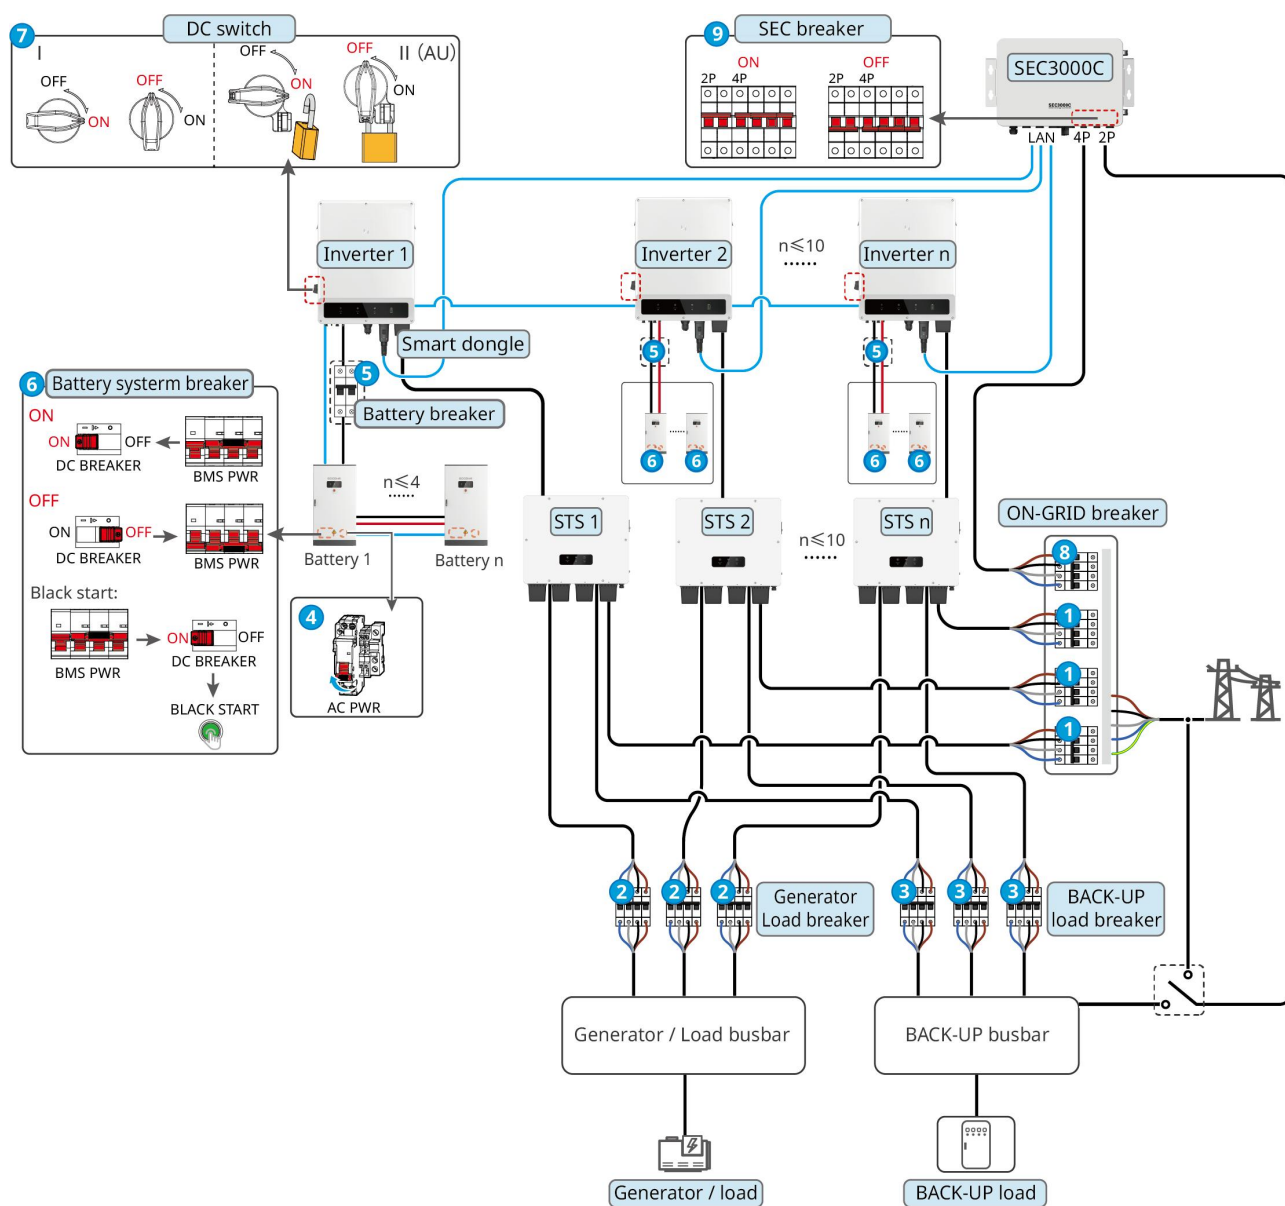 7
DC switch
I
OFF
ON
OFF
ON
II (AU)
OFF
ON
OFF
ON
9
SEC breaker
ON
2P 4P
OFF
2P 4P
SEC3000C
SEC3000C
LAN 4P 2P
Inverter 1
Inverter 2
n≤10
......
Inverter n
Smart dongle
5
Battery breaker
5
5
6
6
6
6
6
Battery systerm breaker
ON
ON
OFF
DC BREAKER
BMS PWR
OFF
ON
OFF
DC BREAKER
BMS PWR
Black start:
BMS PWR
ON
OFF
DC BREAKER
BLACK START
n≤4
......
Battery 1
Battery n
4
AC PWR
STS 1
STS 2
n≤10
......
STS n
ON-GRID breaker
8
1
1
1
2
2
2
Generator
Load breaker
3
3
3
BACK-UP
load breaker
Generator / Load busbar
BACK-UP busbar
Generator / load
BACK-UP load